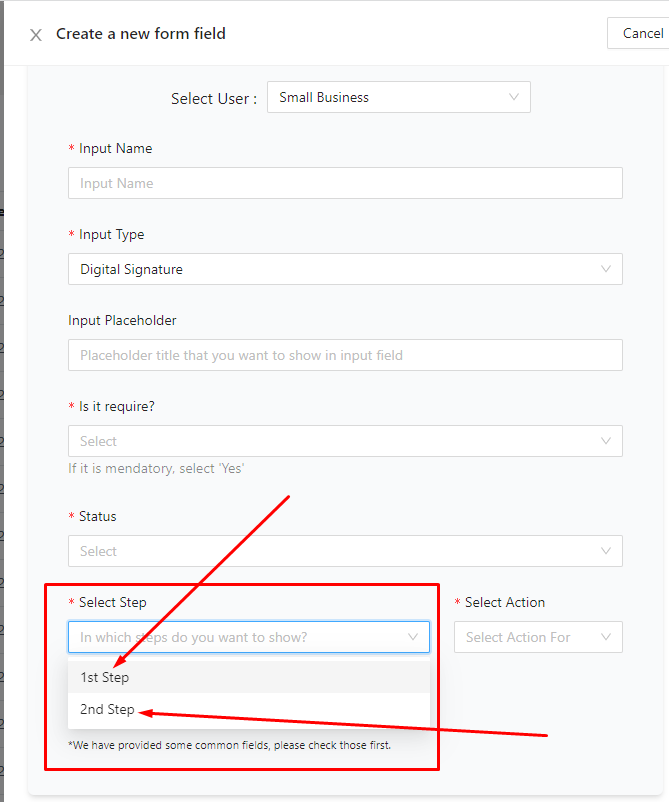 Create a new form field
Cancel
Select User :
Small Business
* Input Name
Input Name
* Input Type
Digital Signature
Input Placeholder
Placeholder title that you want to show in input field
* Is it require?
Select
If it is mendatory, select 'Yes'
* Status
Select
* Select Step
* Select Action
In which steps do you want to show?
Select Action For
1st Step
2nd Step
*We have provided some common fields, please check those first.